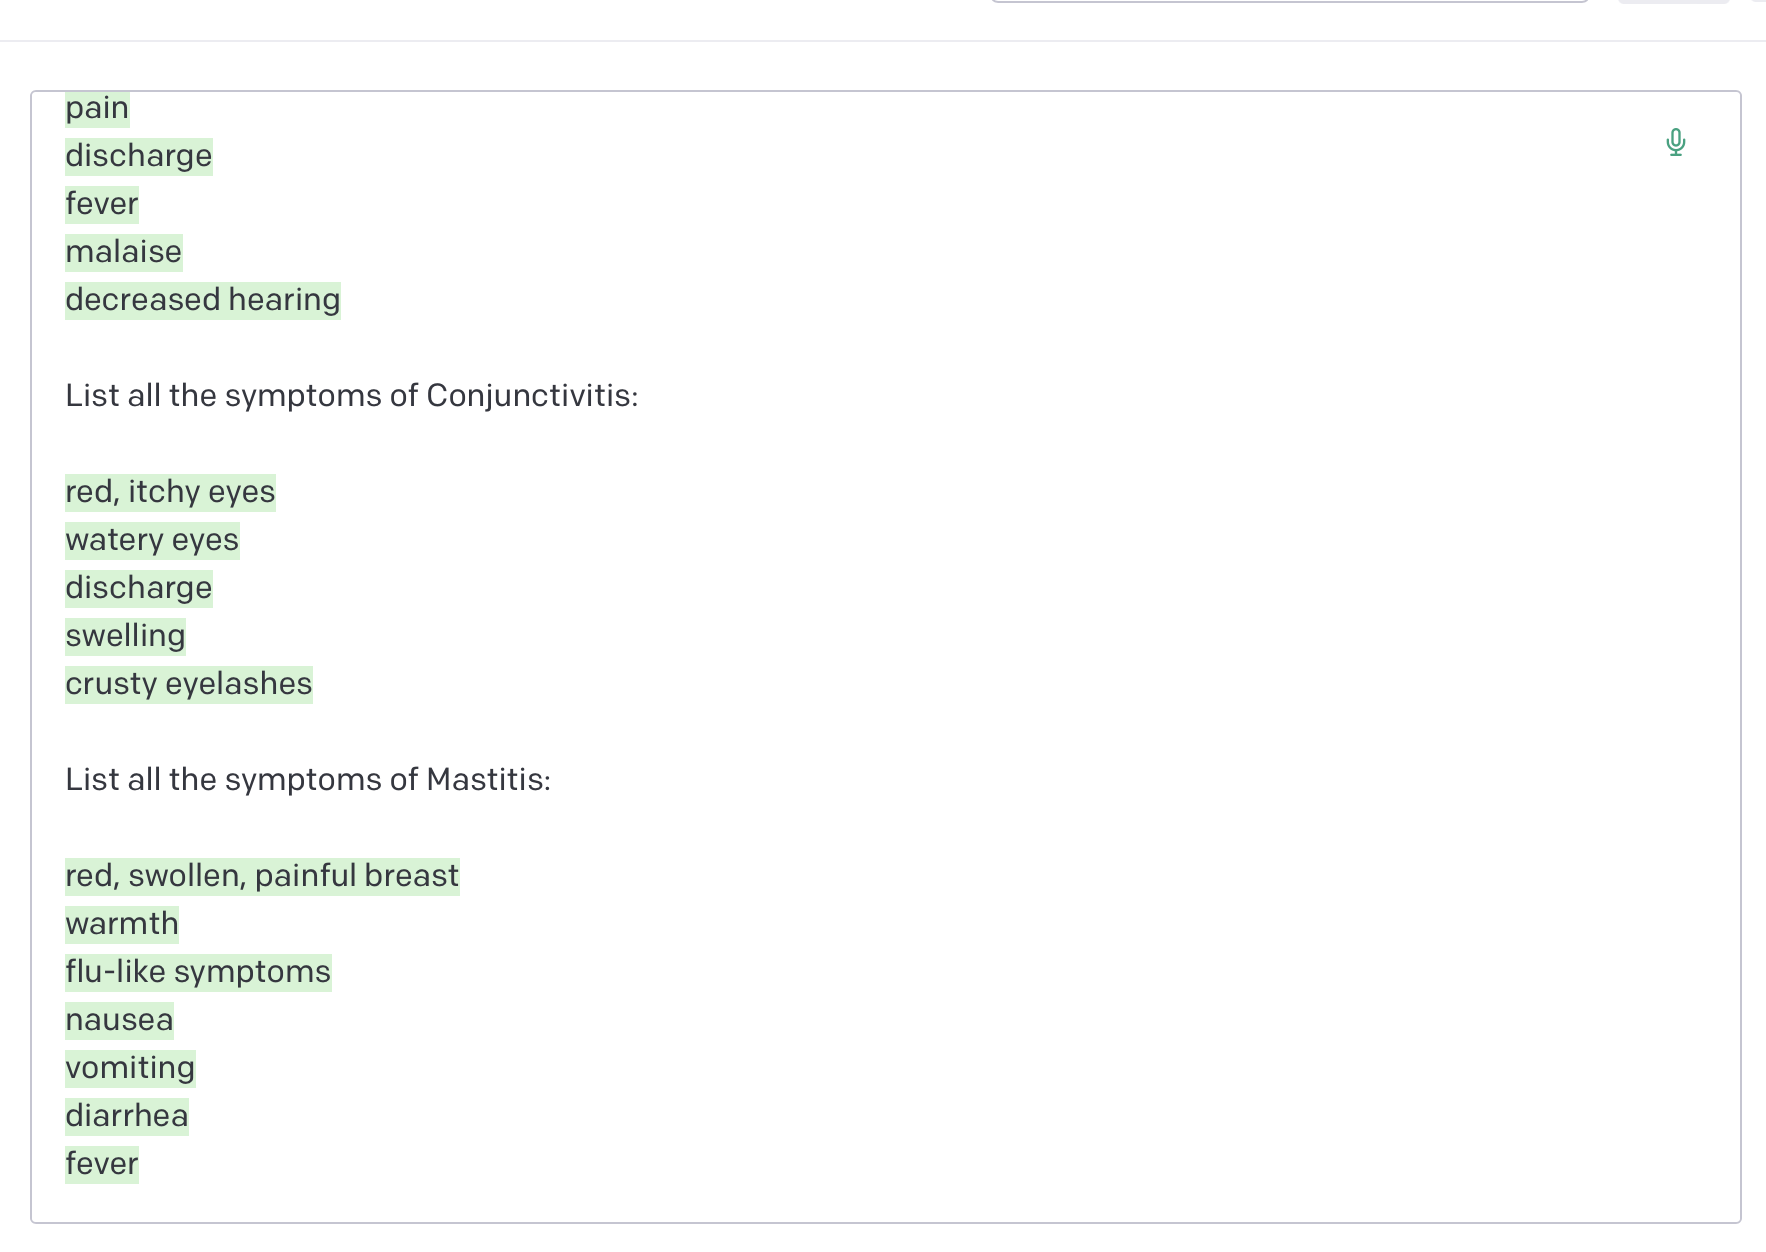 pain
discharge
fever
malaise
decreased hearing
List all the symptoms of Conjunctivitis:
red, itchy eyes
watery eyes
discharge
swelling
crusty eyelashes
List all the symptoms of Mastitis:
red, swollen, painful breast
warmth
flu-like symptoms
nausea
vomiting
diarrhea
fever